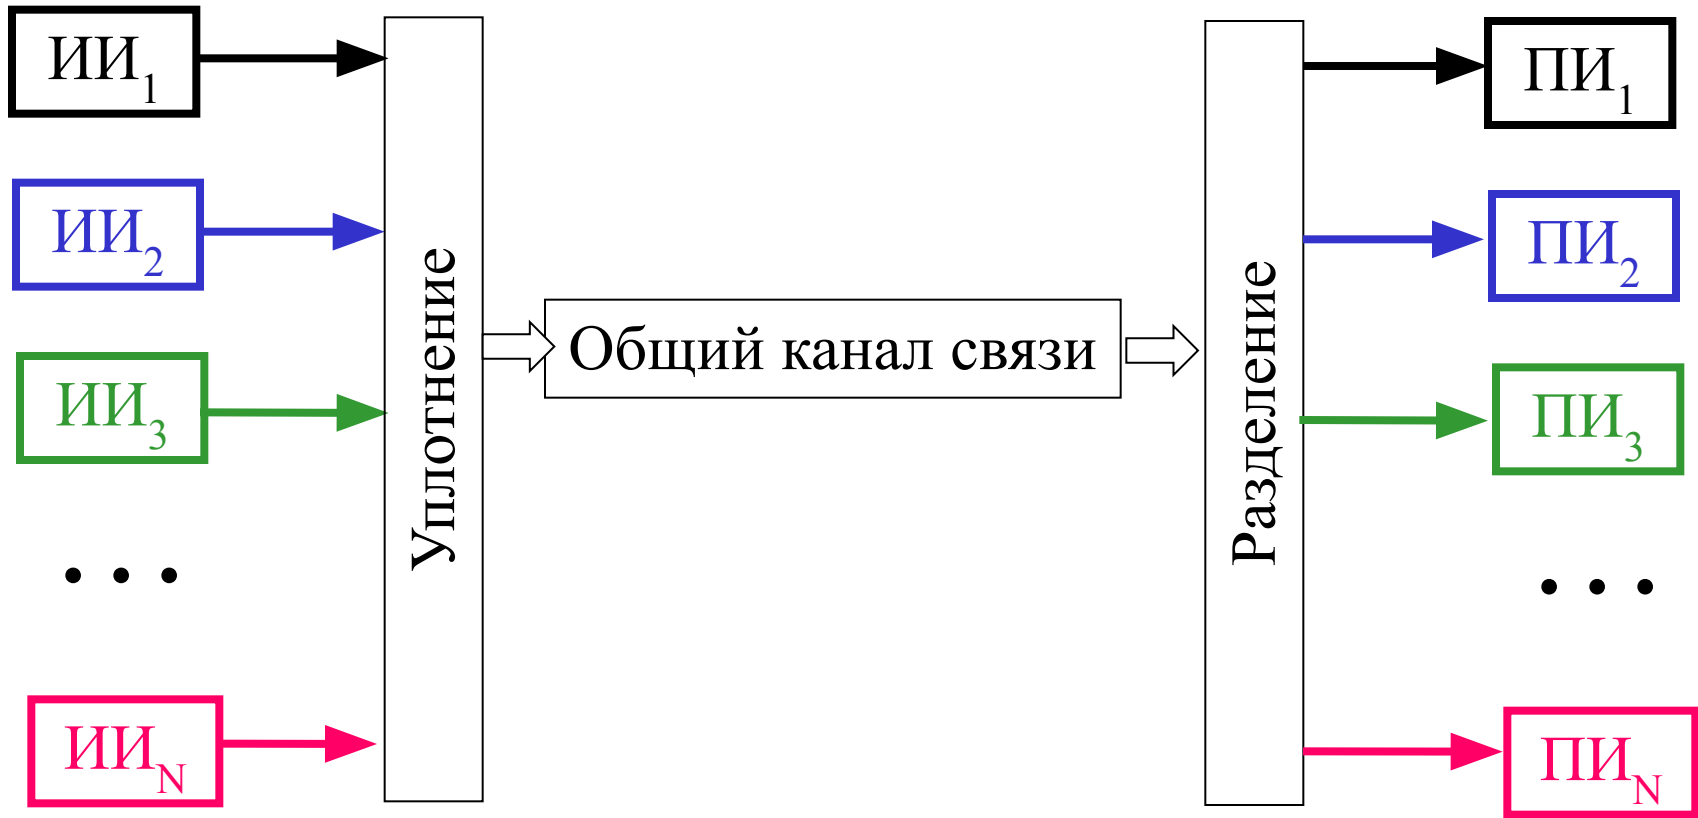 ИИ1
ИИ2
ИИ3
. . .
ИИN
Уплотнение
Общий канал связи
Разделение
ПИ1
ПИ2
ПИ3
. . .
ПИN